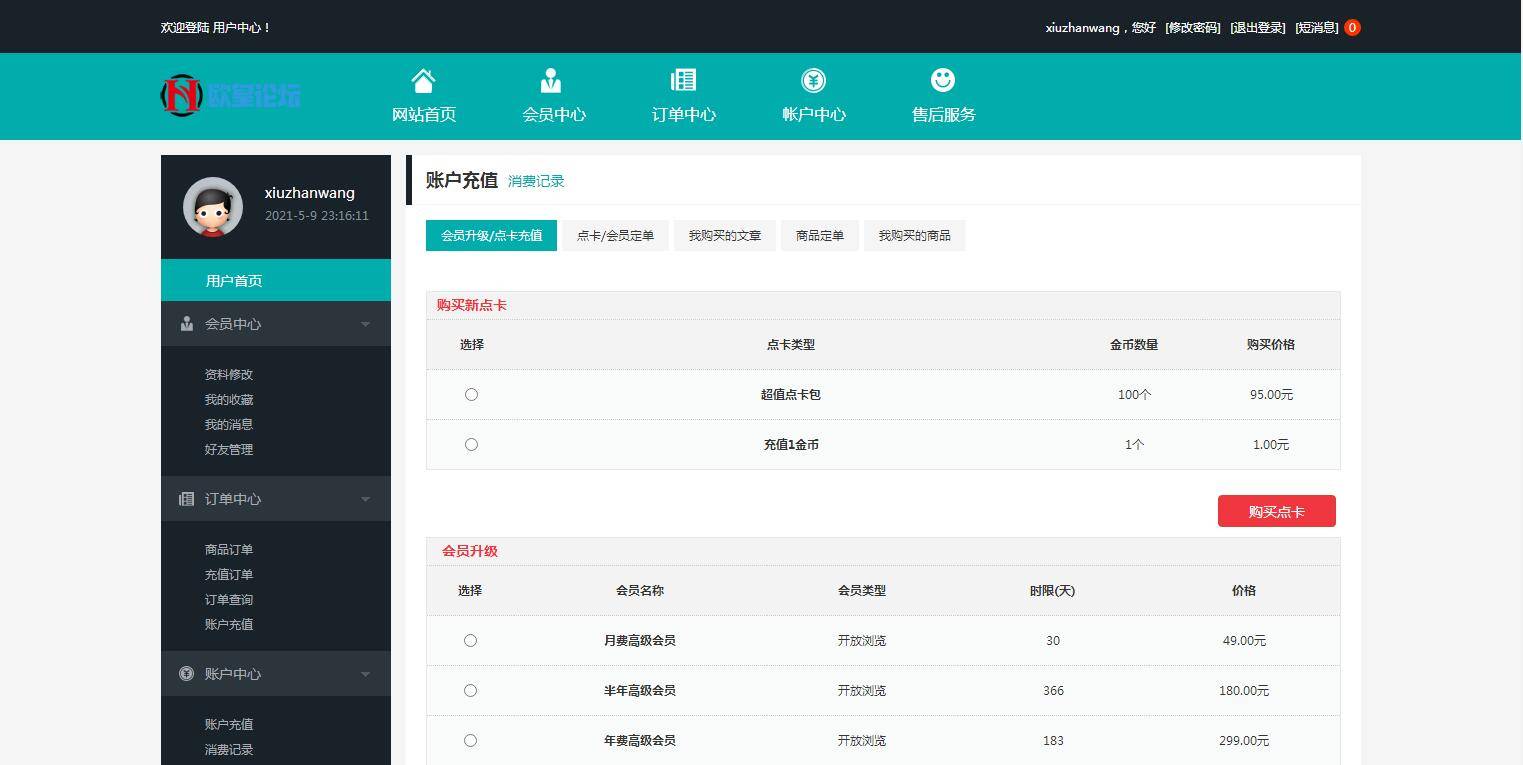 欢迎登陆 用户中心！
xiuzhanwang，您好 [修改密码] [退出登录] [短消息] 0
欧皇论坛
网站首页 会员中心 订单中心 帐户中心 售后服务
xiuzhanwang
2021-5-9 23:16:11
用户首页
会员中心
资料修改
我的收藏
我的消息
好友管理
订单中心
商品订单
充值订单
订单查询
账户充值
账户中心
账户充值
消费记录
账户充值 消费记录
会员升级/点卡充值 点卡/会员定单 我购买的文章 商品定单 我购买的商品
购买新点卡
选择 点卡类型 金币数量 购买价格
超值点卡包 100个 95.00元
充值1金币 1个 1.00元
购买点卡
会员升级
选择 会员名称 会员类型 时限(天) 价格
月费高级会员 开放浏览 30 49.00元
半年高级会员 开放浏览 366 180.00元
年费高级会员 开放浏览 183 299.00元